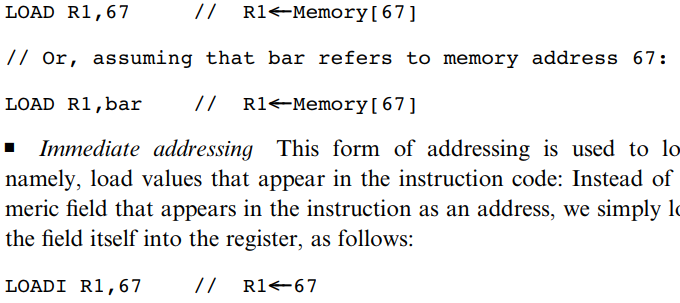 LOAD R1,67 // R1←Memory[67]
// Or, assuming that bar refers to memory address 67:
LOAD R1,bar // R1←Memory[67]
■ Immediate addressing This form of addressing is used to lo
namely, load values that appear in the instruction code: Instead of
meric field that appears in the instruction as an address, we simply lo
the field itself into the register, as follows:
LOADI R1,67 // R1←67